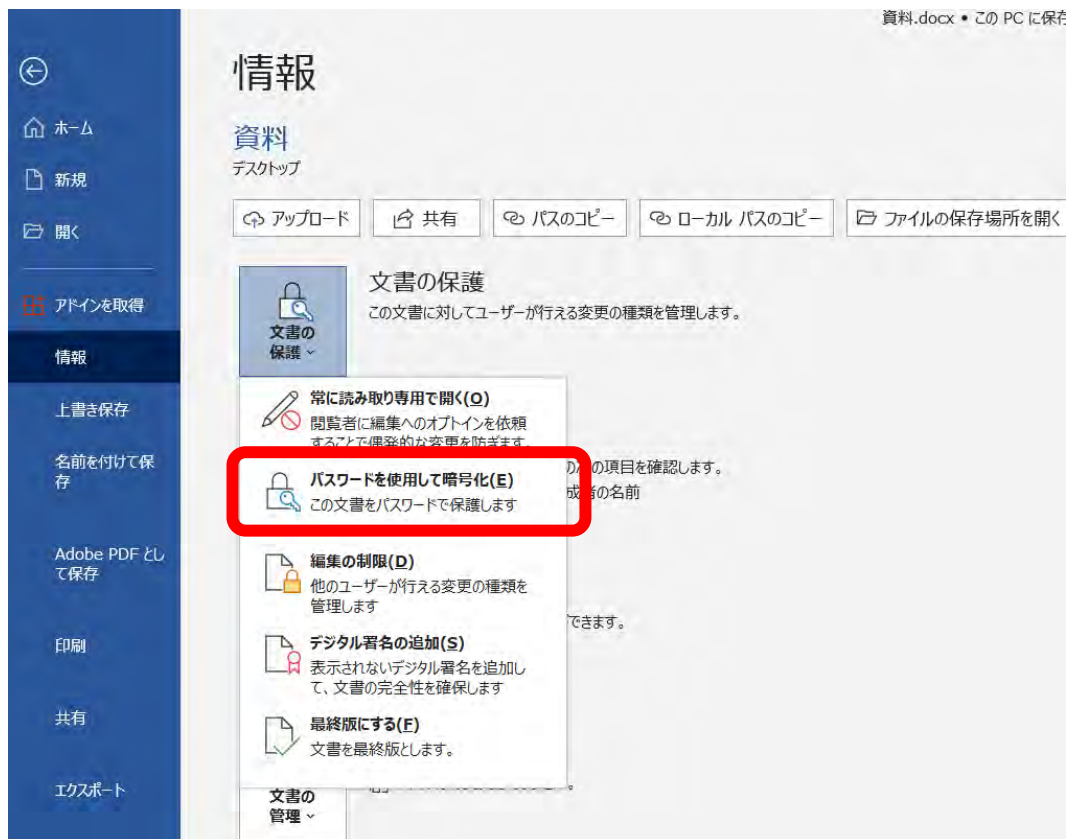 資料.docx • この PC に保存
情報
資料
デスクトップ
ホーム
新規
開く
アドインを取得
情報
上書き保存
名前を付けて保
存
Adobe PDF とし
て保存
印刷
共有
エクスポート
アップロード
共有
パスのコピー
ローカル パスのコピー
ファイルの保存場所を開く
文書の
保護
文書の保護
この文書に対してユーザーが行える変更の種類を管理します。
常に読み取り専用で開く(O)
閲覧者に編集へのオプトインを依頼
することで偶発的な変更を防ぎます。
パスワードを使用して暗号化(E)
この文書をパスワードで保護します
の項目を確認します。
成者の名前
編集の制限(D)
他のユーザーが行える変更の種類を
管理します
できます。
デジタル署名の追加(S)
表示されないデジタル署名を追加し
て、文書の完全性を確保します
最終版にする(F)
文書を最終版とします。
文書の
管理